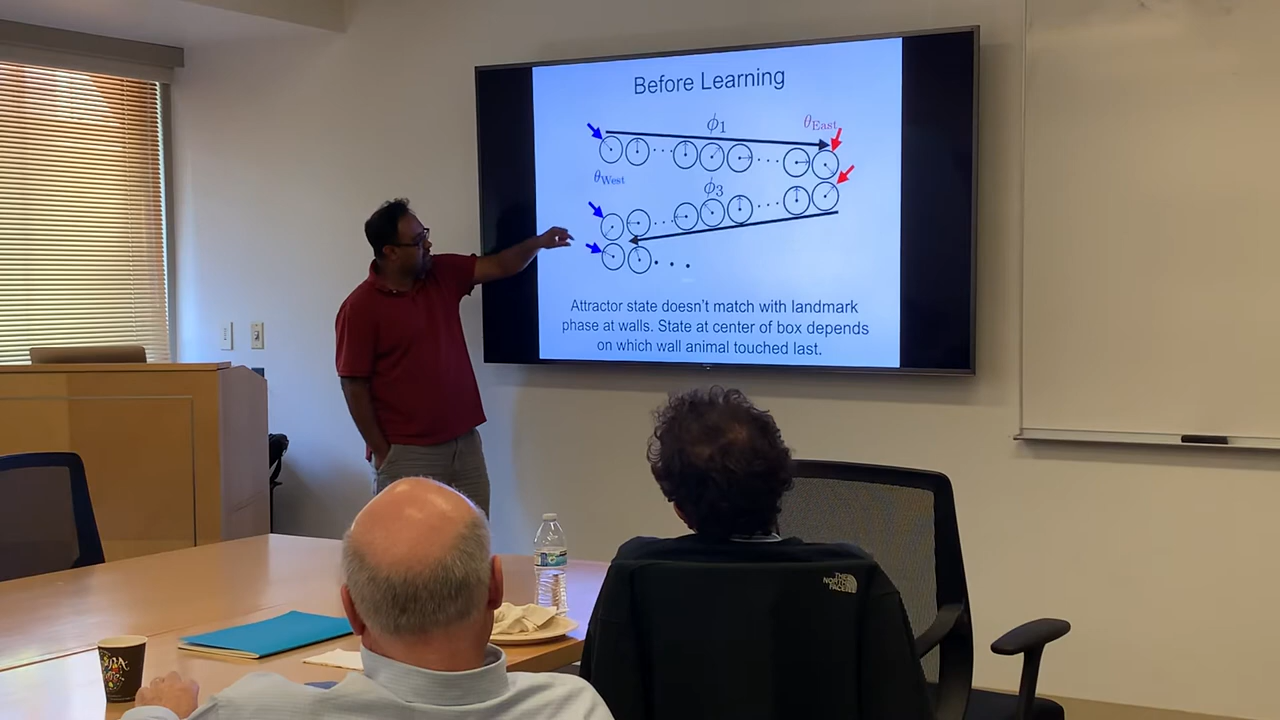 Before Learning
ϕ1
θEast
θWest
ϕ3
Attractor state doesn't match with landmark
phase at walls. State at center of box depends
on which wall animal touched last.
THE
NORTH
FACE